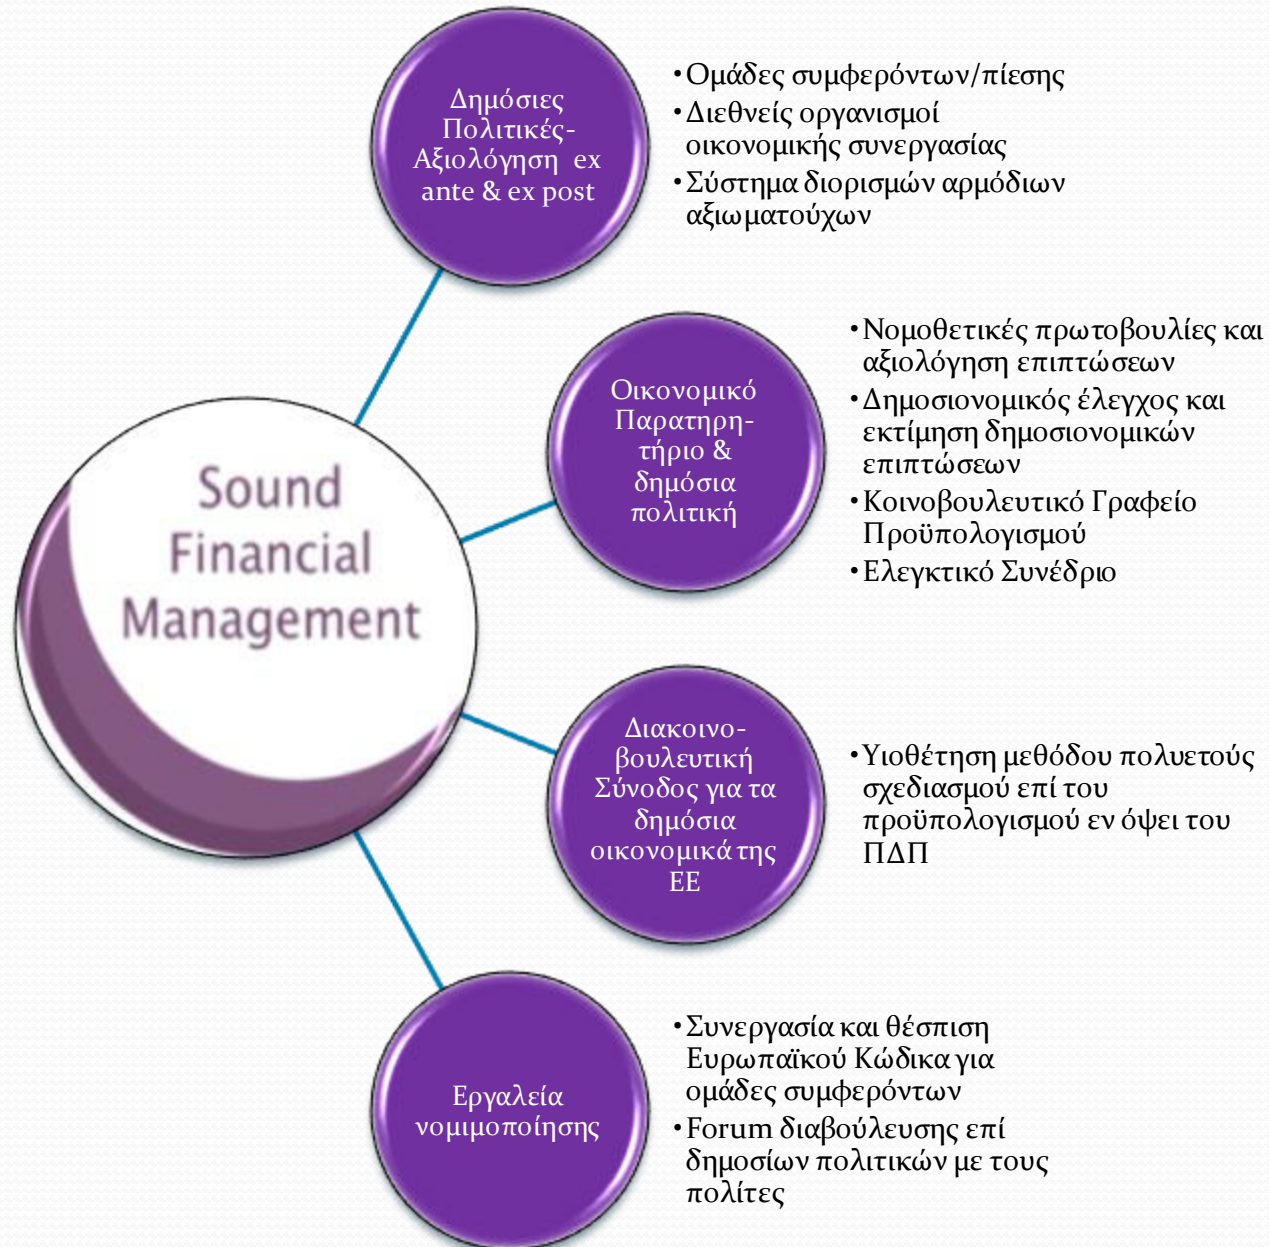 Sound
Financial
Management
Δημόσιες
Πολιτικές-
Αξιολόγηση ex
ante & ex post
•Ομάδες συμφερόντων/πίεσης
•Διεθνείς οργανισμοί
οικονομικής συνεργασίας
•Σύστημα διορισμών αρμόδιων
αξιωματούχων
Οικονομικό
Παρατηρη-
τήριο &
δημόσια
πολιτική
•Νομοθετικές πρωτοβουλίες και
αξιολόγηση επιπτώσεων
•Δημοσιονομικός έλεγχος και
εκτίμηση δημοσιονομικών
επιπτώσεων
•Κοινοβουλευτικό Γραφείο
Προϋπολογισμού
•Ελεγκτικό Συνέδριο
Διακοινο-
βουλευτική
Σύνοδος για τα
δημόσια
οικονομικά της
ΕΕ
•Υιοθέτηση μεθόδου πολυετούς
σχεδιασμού επί του
προϋπολογισμού εν όψει του
ΠΔΠ
Εργαλεία
νομιμοποίησης
•Συνεργασία και θέσπιση
Ευρωπαϊκού Κώδικα για
ομάδες συμφερόντων
•Forum διαβούλευσης επί
δημοσίων πολιτικών με τους
πολίτες